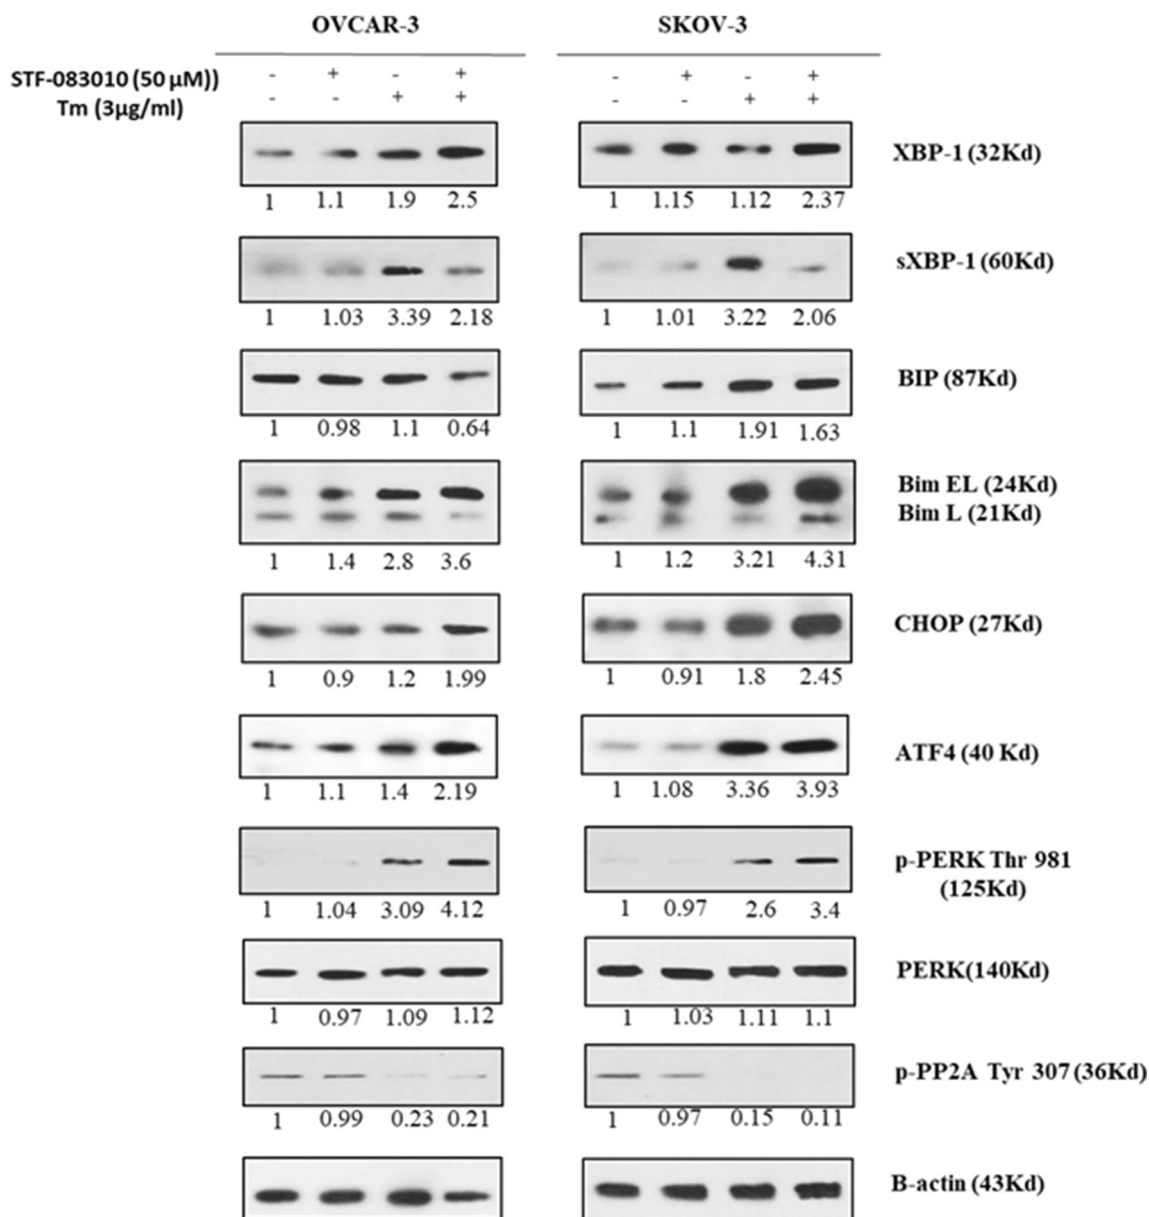 OVCAR-3 SKOV-3
STF-083010 (50 µM)) - + - + - + - +
Tm (3µg/ml) - - + + - - + +
XBP-1 (32Kd)
1 1.1 1.9 2.5 1 1.15 1.12 2.37
sXBP-1 (60Kd)
1 1.03 3.39 2.18 1 1.01 3.22 2.06
BIP (87Kd)
1 0.98 1.1 0.64 1 1.1 1.91 1.63
Bim EL (24Kd)
Bim L (21Kd)
1 1.4 2.8 3.6 1 1.2 3.21 4.31
CHOP (27Kd)
1 0.9 1.2 1.99 1 0.91 1.8 2.45
ATF4 (40 Kd)
1 1.1 1.4 2.19 1 1.08 3.36 3.93
p-PERK Thr 981
(125Kd)
1 1.04 3.09 4.12 1 0.97 2.6 3.4
PERK(140Kd)
1 0.97 1.09 1.12 1 1.03 1.11 1.1
p-PP2A Tyr 307 (36Kd)
1 0.99 0.23 0.21 1 0.97 0.15 0.11
B-actin (43Kd)